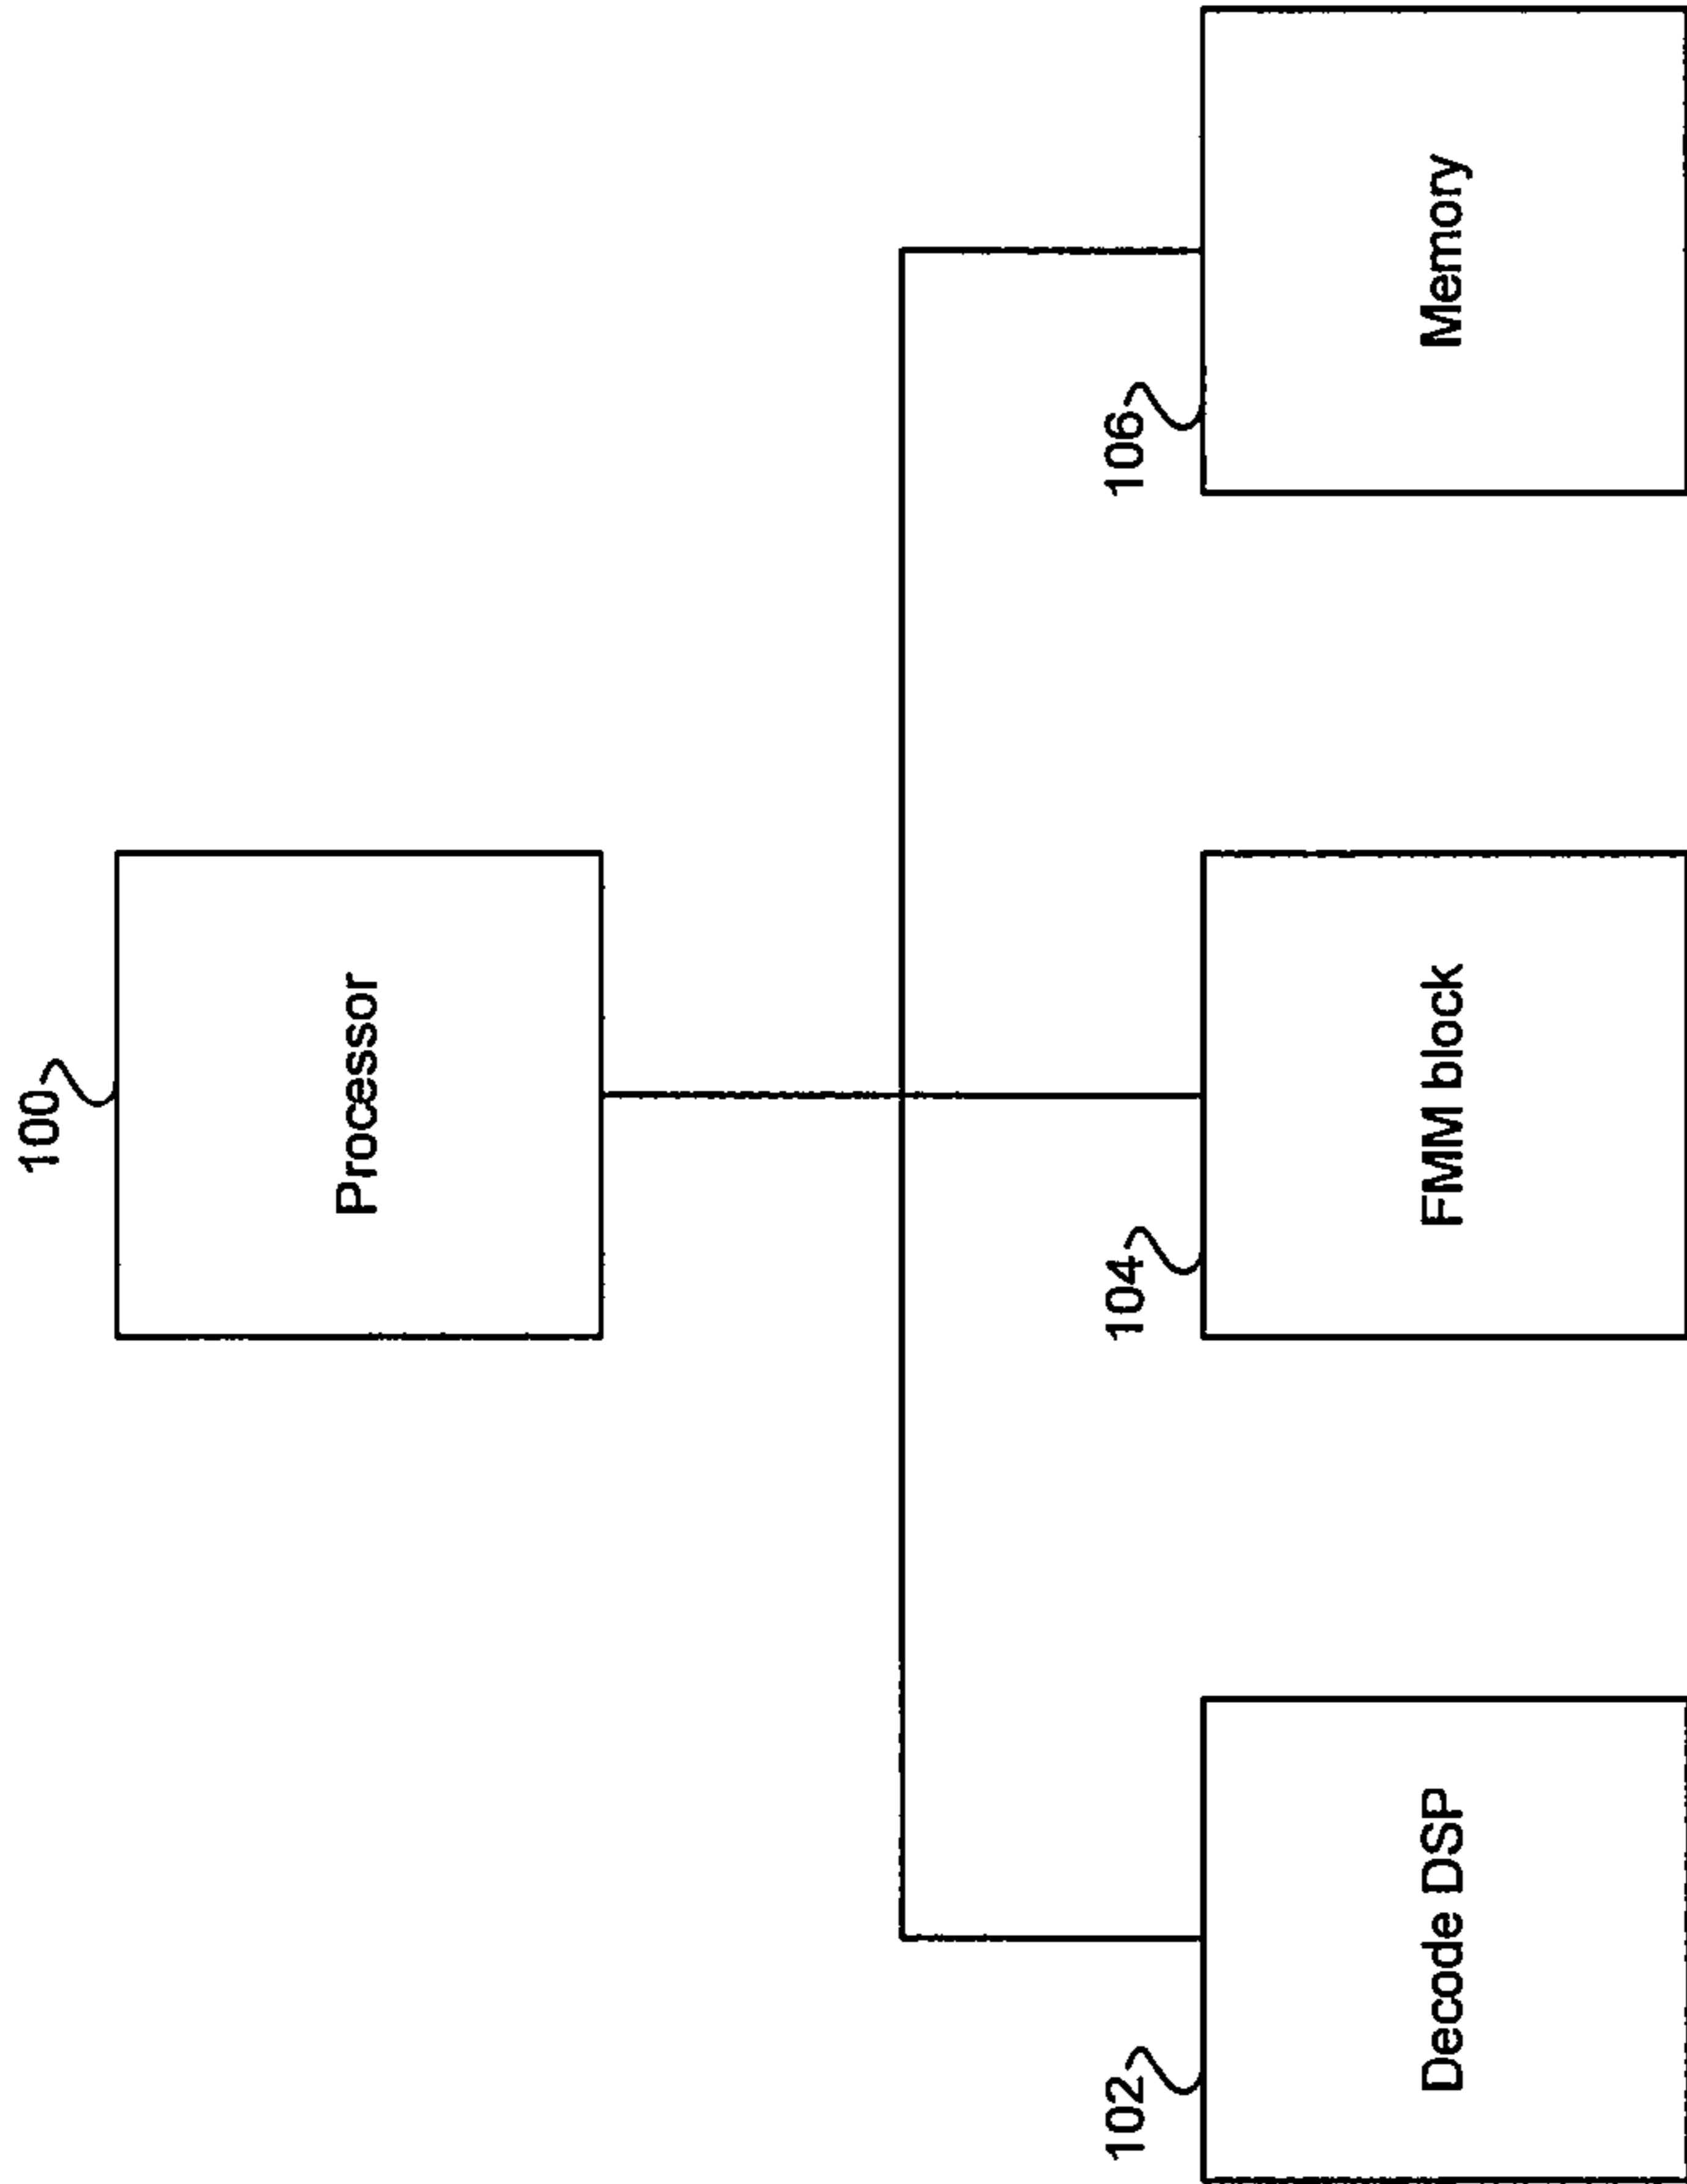 100
Processor
102
Decode DSP
104
FMM block
106
Memory